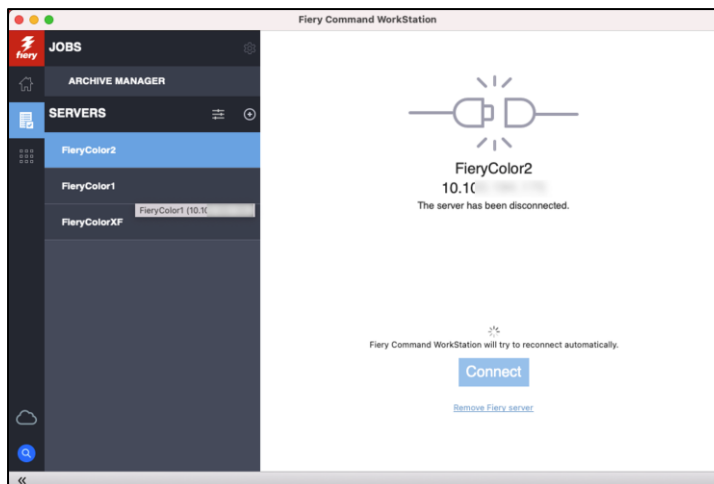 Fiery Command WorkStation
fiery
JOBS
ARCHIVE MANAGER
SERVERS
FieryColor2
FieryColor1
FieryColor1 (10.1
FieryColorXF
FieryColor2
10.1
The server has been disconnected.
Fiery Command WorkStation will try to reconnect automatically.
Connect
Remove Fiery server